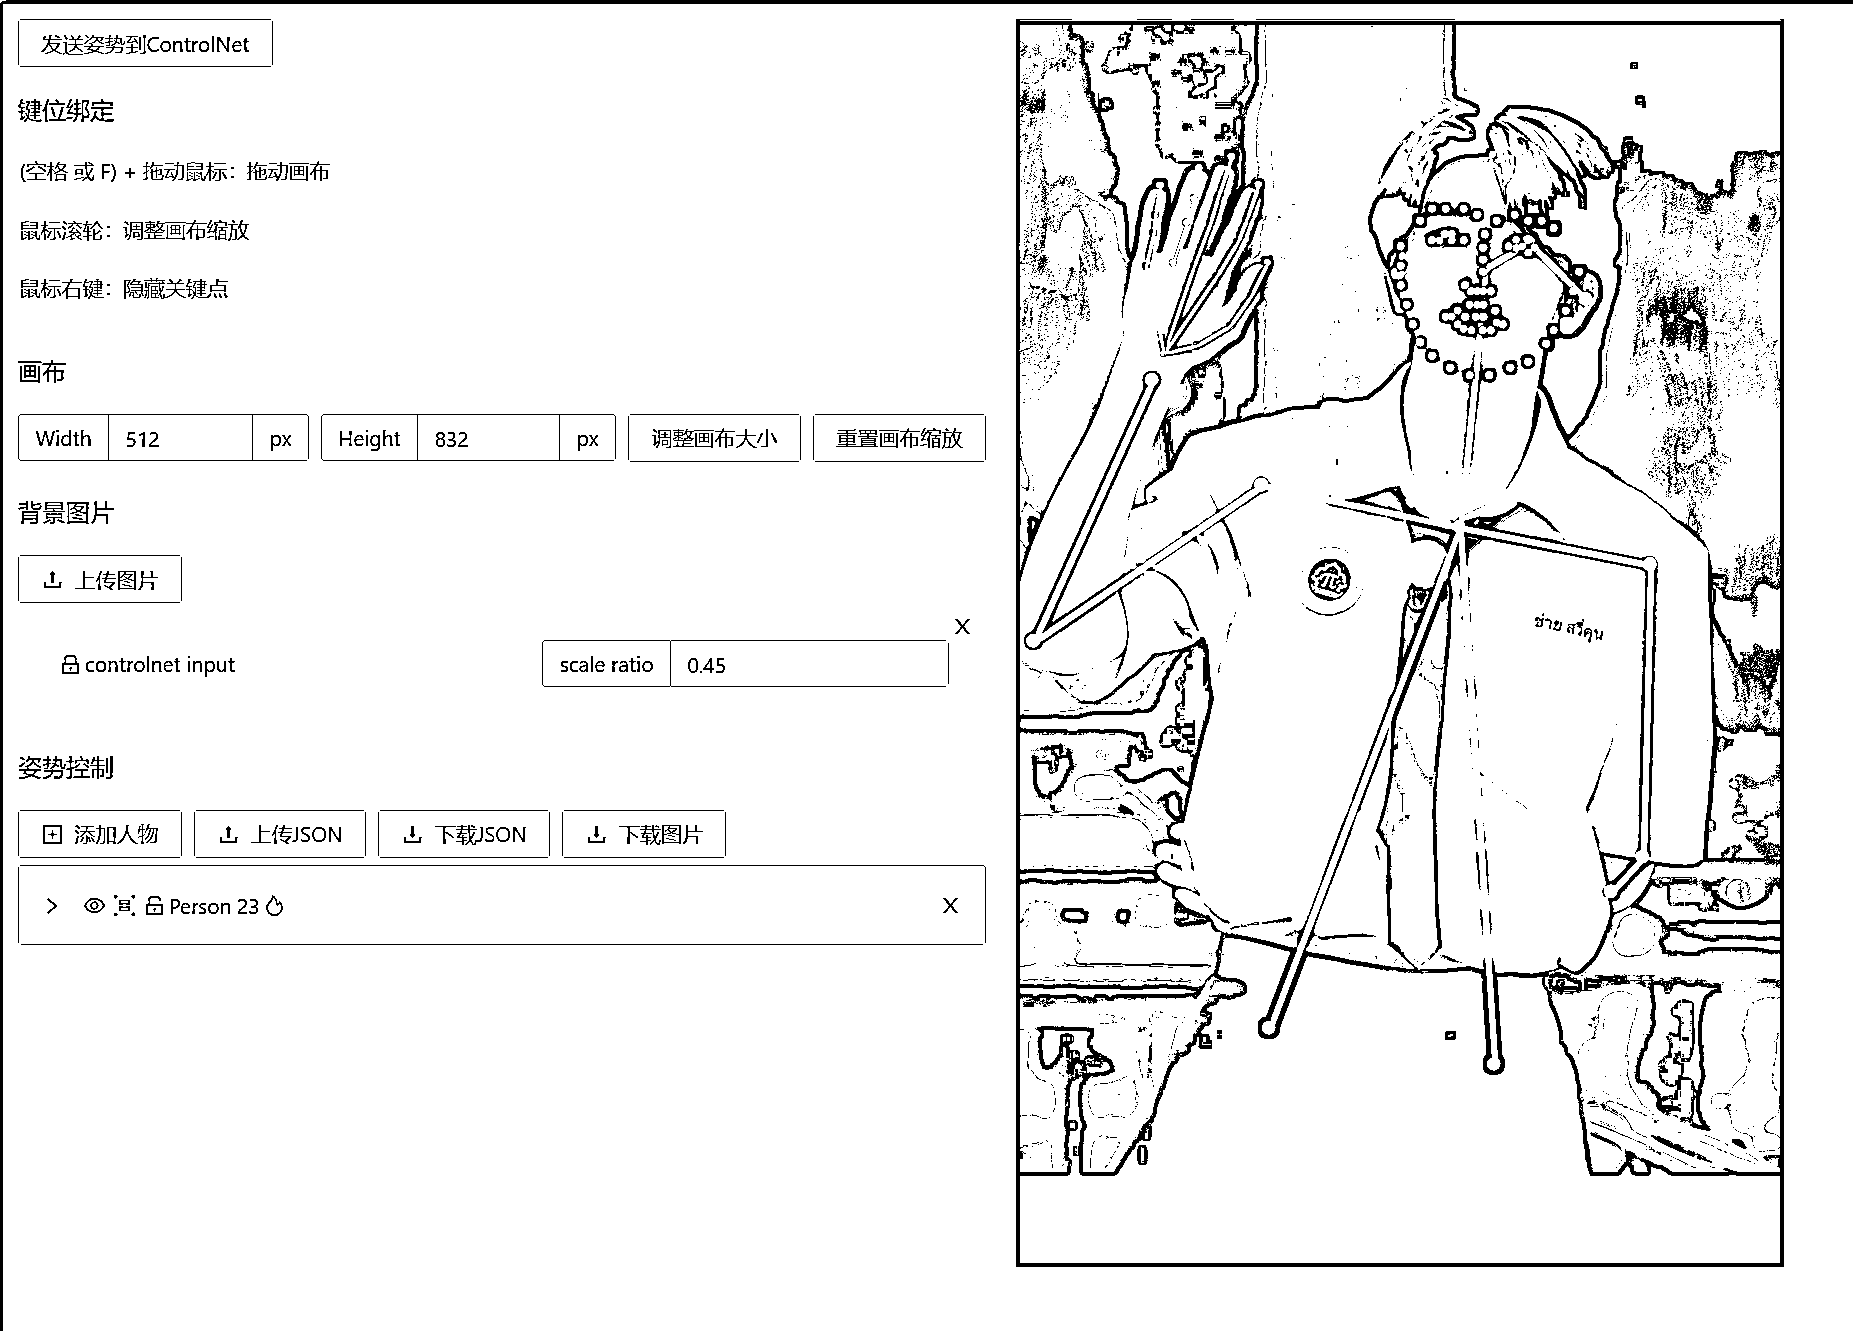 发送姿势到ControlNet
键位绑定
(空格 或 F) + 拖动鼠标：拖动画布
鼠标滚轮：调整画布缩放
鼠标右键：隐藏关键点
画布
Width 512 px Height 832 px 调整画布大小 重置画布缩放
背景图片
上传图片
X
controlnet input scale ratio 0.45
姿势控制
添加人物 上传JSON 下载JSON 下载图片
Person 23 X
ช่าย สรีคุน